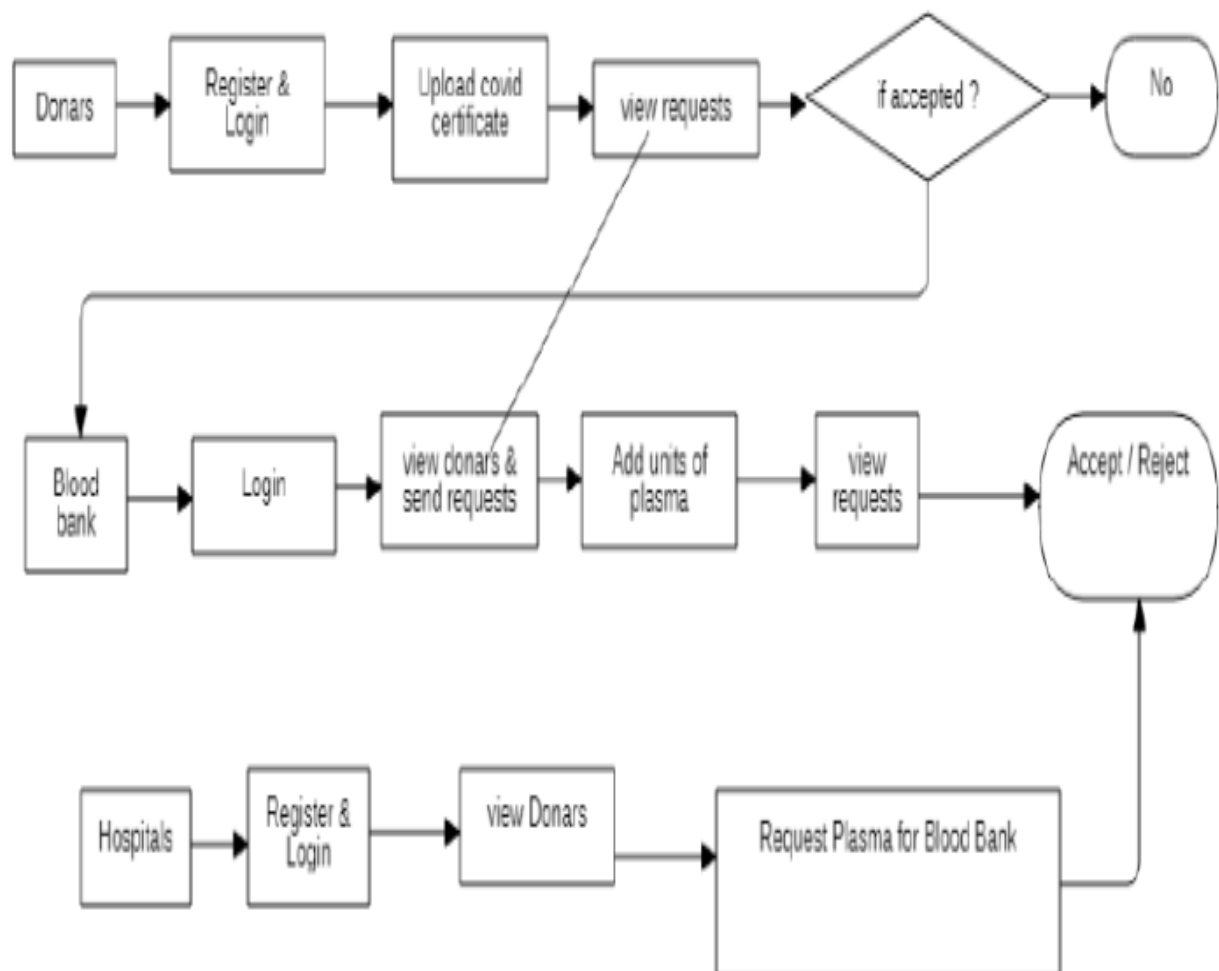 Donars
Register &
Login
Upload covid
certificate
view requests
if accepted ?
No
Blood
bank
Login
view donars &
send requests
Add units of
plasma
view
requests
Accept / Reject
Hospitals
Register &
Login
view Donars
Request Plasma for Blood Bank